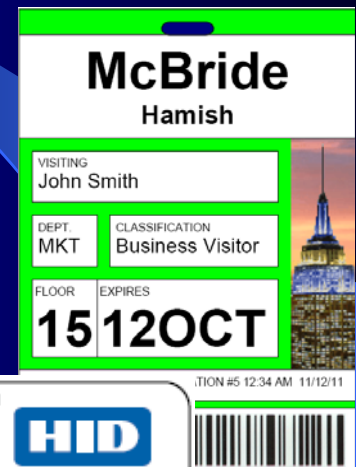 McBride
Hamish
VISITING
John Smith
DEPT.
MKT
CLASSIFICATION
Business Visitor
FLOOR
15
EXPIRES
12OCT
#5 12:34 AM 11/12/11
HID